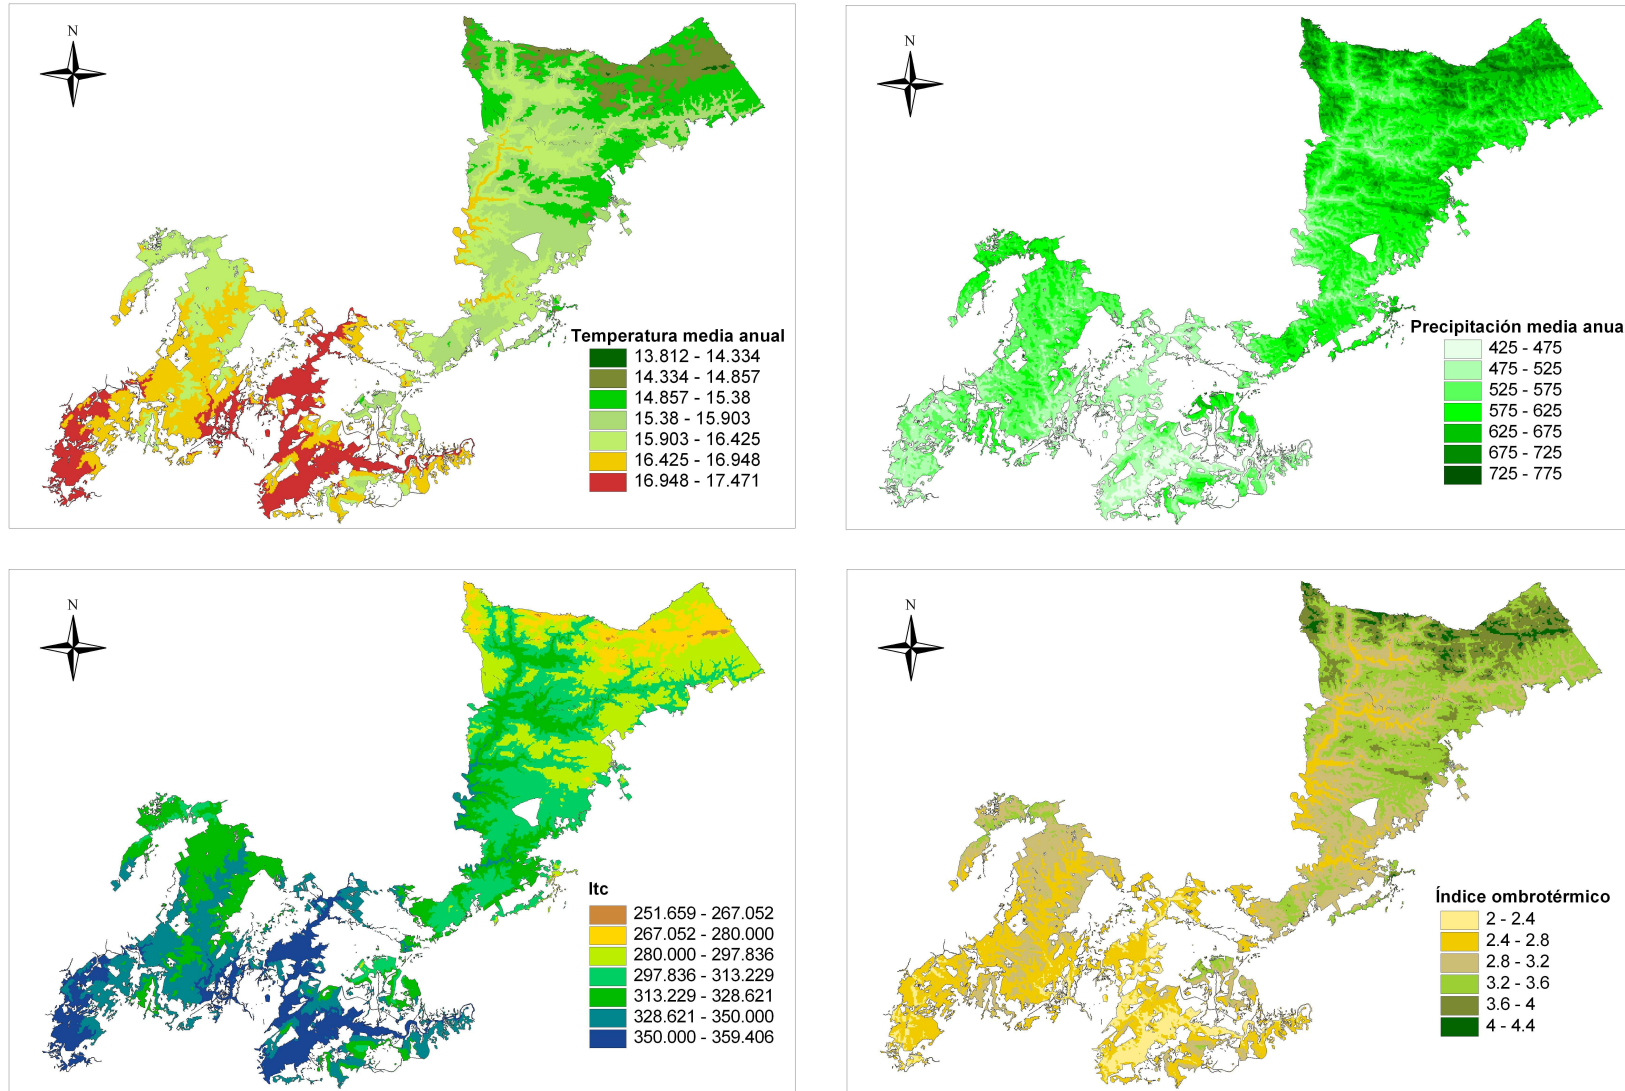 N
Temperatura media anual
13.812 - 14.334
14.334 - 14.857
14.857 - 15.38
15.38 - 15.903
15.903 - 16.425
16.425 - 16.948
16.948 - 17.471
N
Precipitación media anual
425 - 475
475 - 525
525 - 575
575 - 625
625 - 675
675 - 725
725 - 775
N
Itc
251.659 - 267.052
267.052 - 280.000
280.000 - 297.836
297.836 - 313.229
313.229 - 328.621
328.621 - 350.000
350.000 - 359.406
N
Índice ombrotérmico
2 - 2.4
2.4 - 2.8
2.8 - 3.2
3.2 - 3.6
3.6 - 4
4 - 4.4